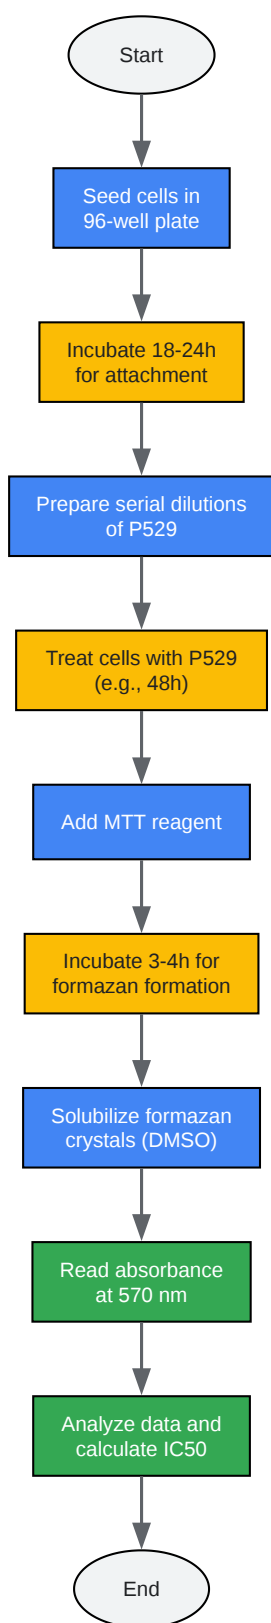 Start
Seed cells in
96-well plate
Incubate 18-24h
for attachment
Prepare serial dilutions
of P529
Treat cells with P529
(e.g., 48h)
Add MTT reagent
Incubate 3-4h for
formazan formation
Solubilize formazan
crystals (DMSO)
Read absorbance
at 570 nm
Analyze data and
calculate IC50
End